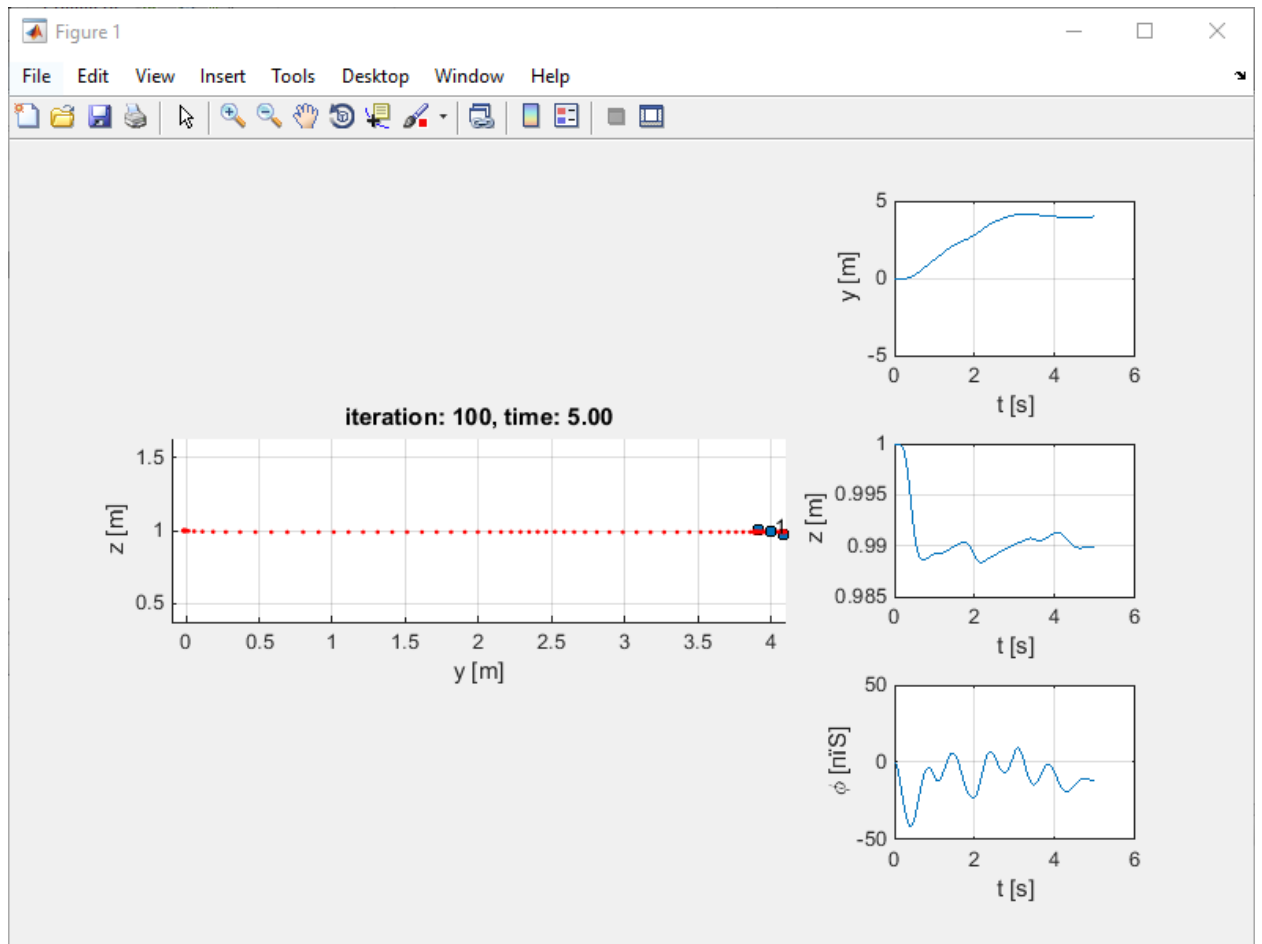 Figure 1
File Edit View Insert Tools Desktop Window Help
iteration: 100, time: 5.00
1.5
1
0.5
z [m]
0 0.5 1 1.5 2 2.5 3 3.5 4
y [m]
1
5
0
-5
y [m]
0 2 4 6
t [s]
1
0.995
0.99
0.985
z [m]
0 2 4 6
t [s]
50
0
-50
ϕ [nïS]
0 2 4 6
t [s]